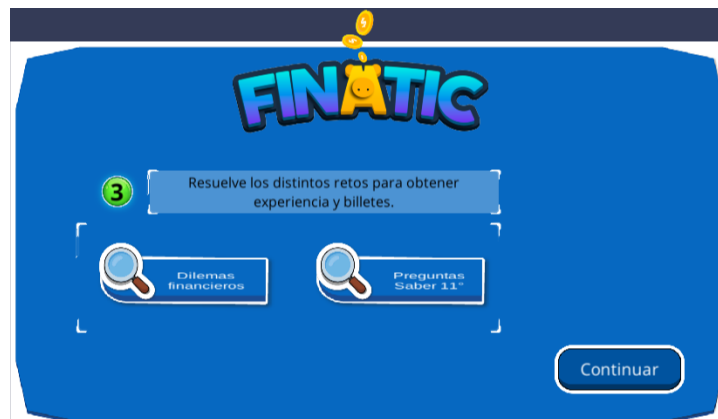 FINATIC
3
Resuelve los distintos retos para obtener
experiencia y billetes.
Dilemas
financieros
Preguntas
Saber 11°
Continuar